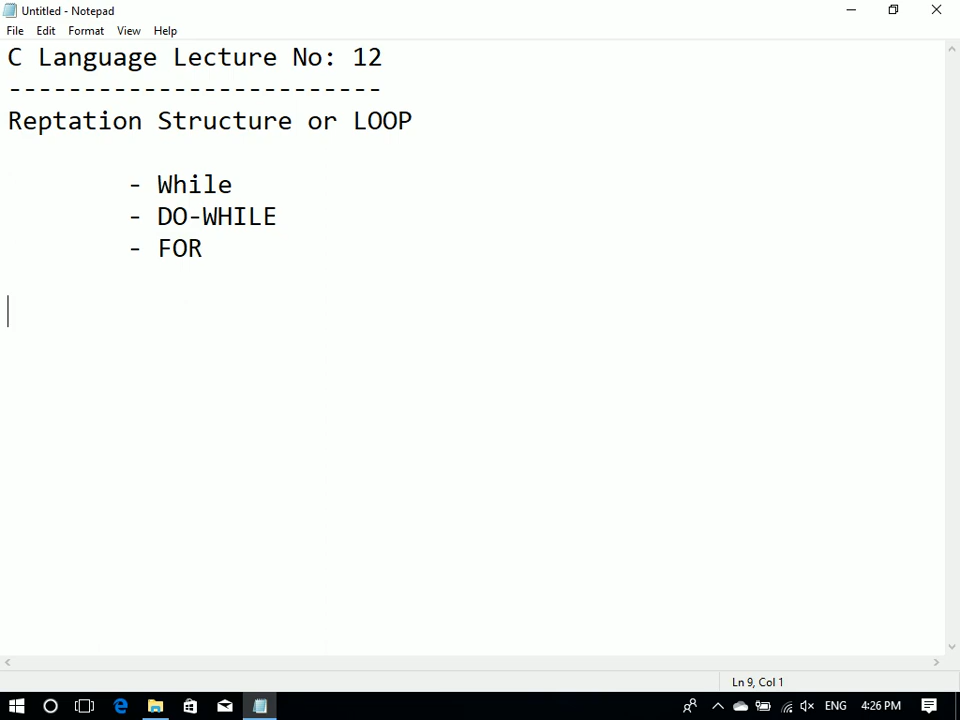 Untitled - Notepad
File Edit Format View Help
C Language Lecture No: 12
-------------------------
Reptation Structure or LOOP
- While
- DO-WHILE
- FOR
Ln 9, Col 1
ENG 4:26 PM